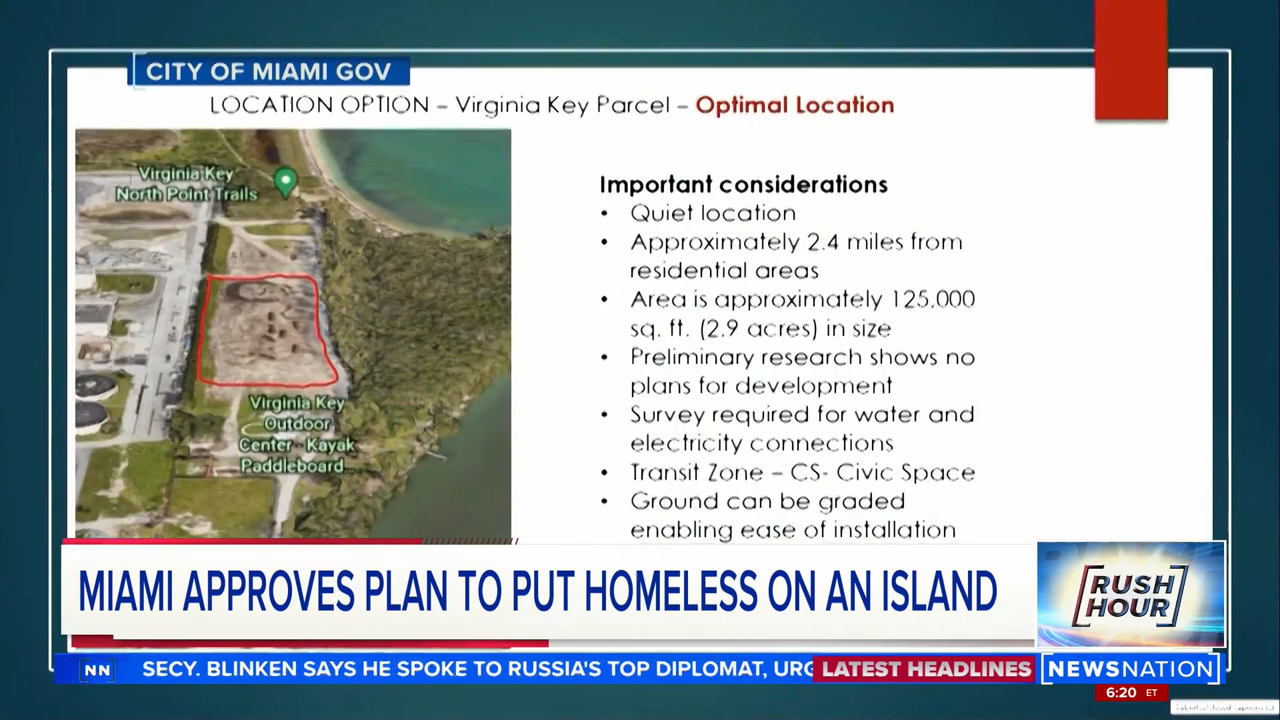 CITY OF MIAMI GOV
LOCATION OPTION – Virginia Key Parcel – Optimal Location
Virginia Key
North Point Trails
Virginia Key
Outdoor
Center - Kayak
Paddleboard...
Important considerations
• Quiet location
• Approximately 2.4 miles from
residential areas
• Area is approximately 125,000
sq. ft. (2.9 acres) in size
• Preliminary research shows no
plans for development
• Survey required for water and
electricity connections
• Transit Zone – CS- Civic Space
• Ground can be graded
enabling ease of installation
MIAMI APPROVES PLAN TO PUT HOMELESS ON AN ISLAND
[RUSH
HOUR]
NN SECY. BLINKEN SAYS HE SPOKE TO RUSSIA'S TOP DIPLOMAT, URG LATEST HEADLINES NEWSNATION
6:20 ET